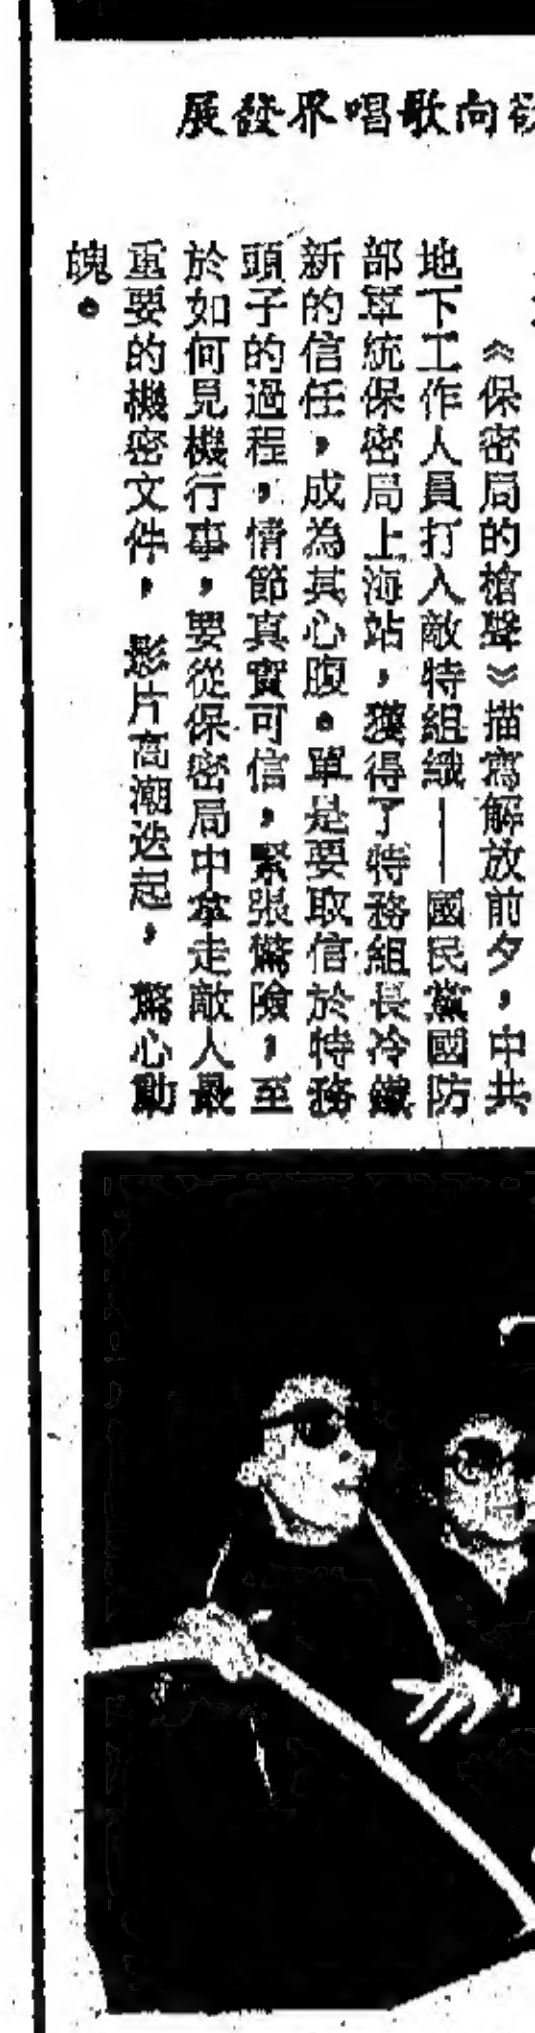 展發界唱歌向欲
《保密局的槍聲》描寫解放前夕，中共
地下工作人員打入敵特組織——國民黨國防
部軍統保密局上海站，獲得了特務組長冷鐵
新的信任，成為其心腹。單是要取信於特務
頭子的過程，情節真實可信，緊張驚險，至
於如何見機行事，要從保密局中拿走敵人最
重要的機密文件，影片高潮迭起，驚心動
魄。